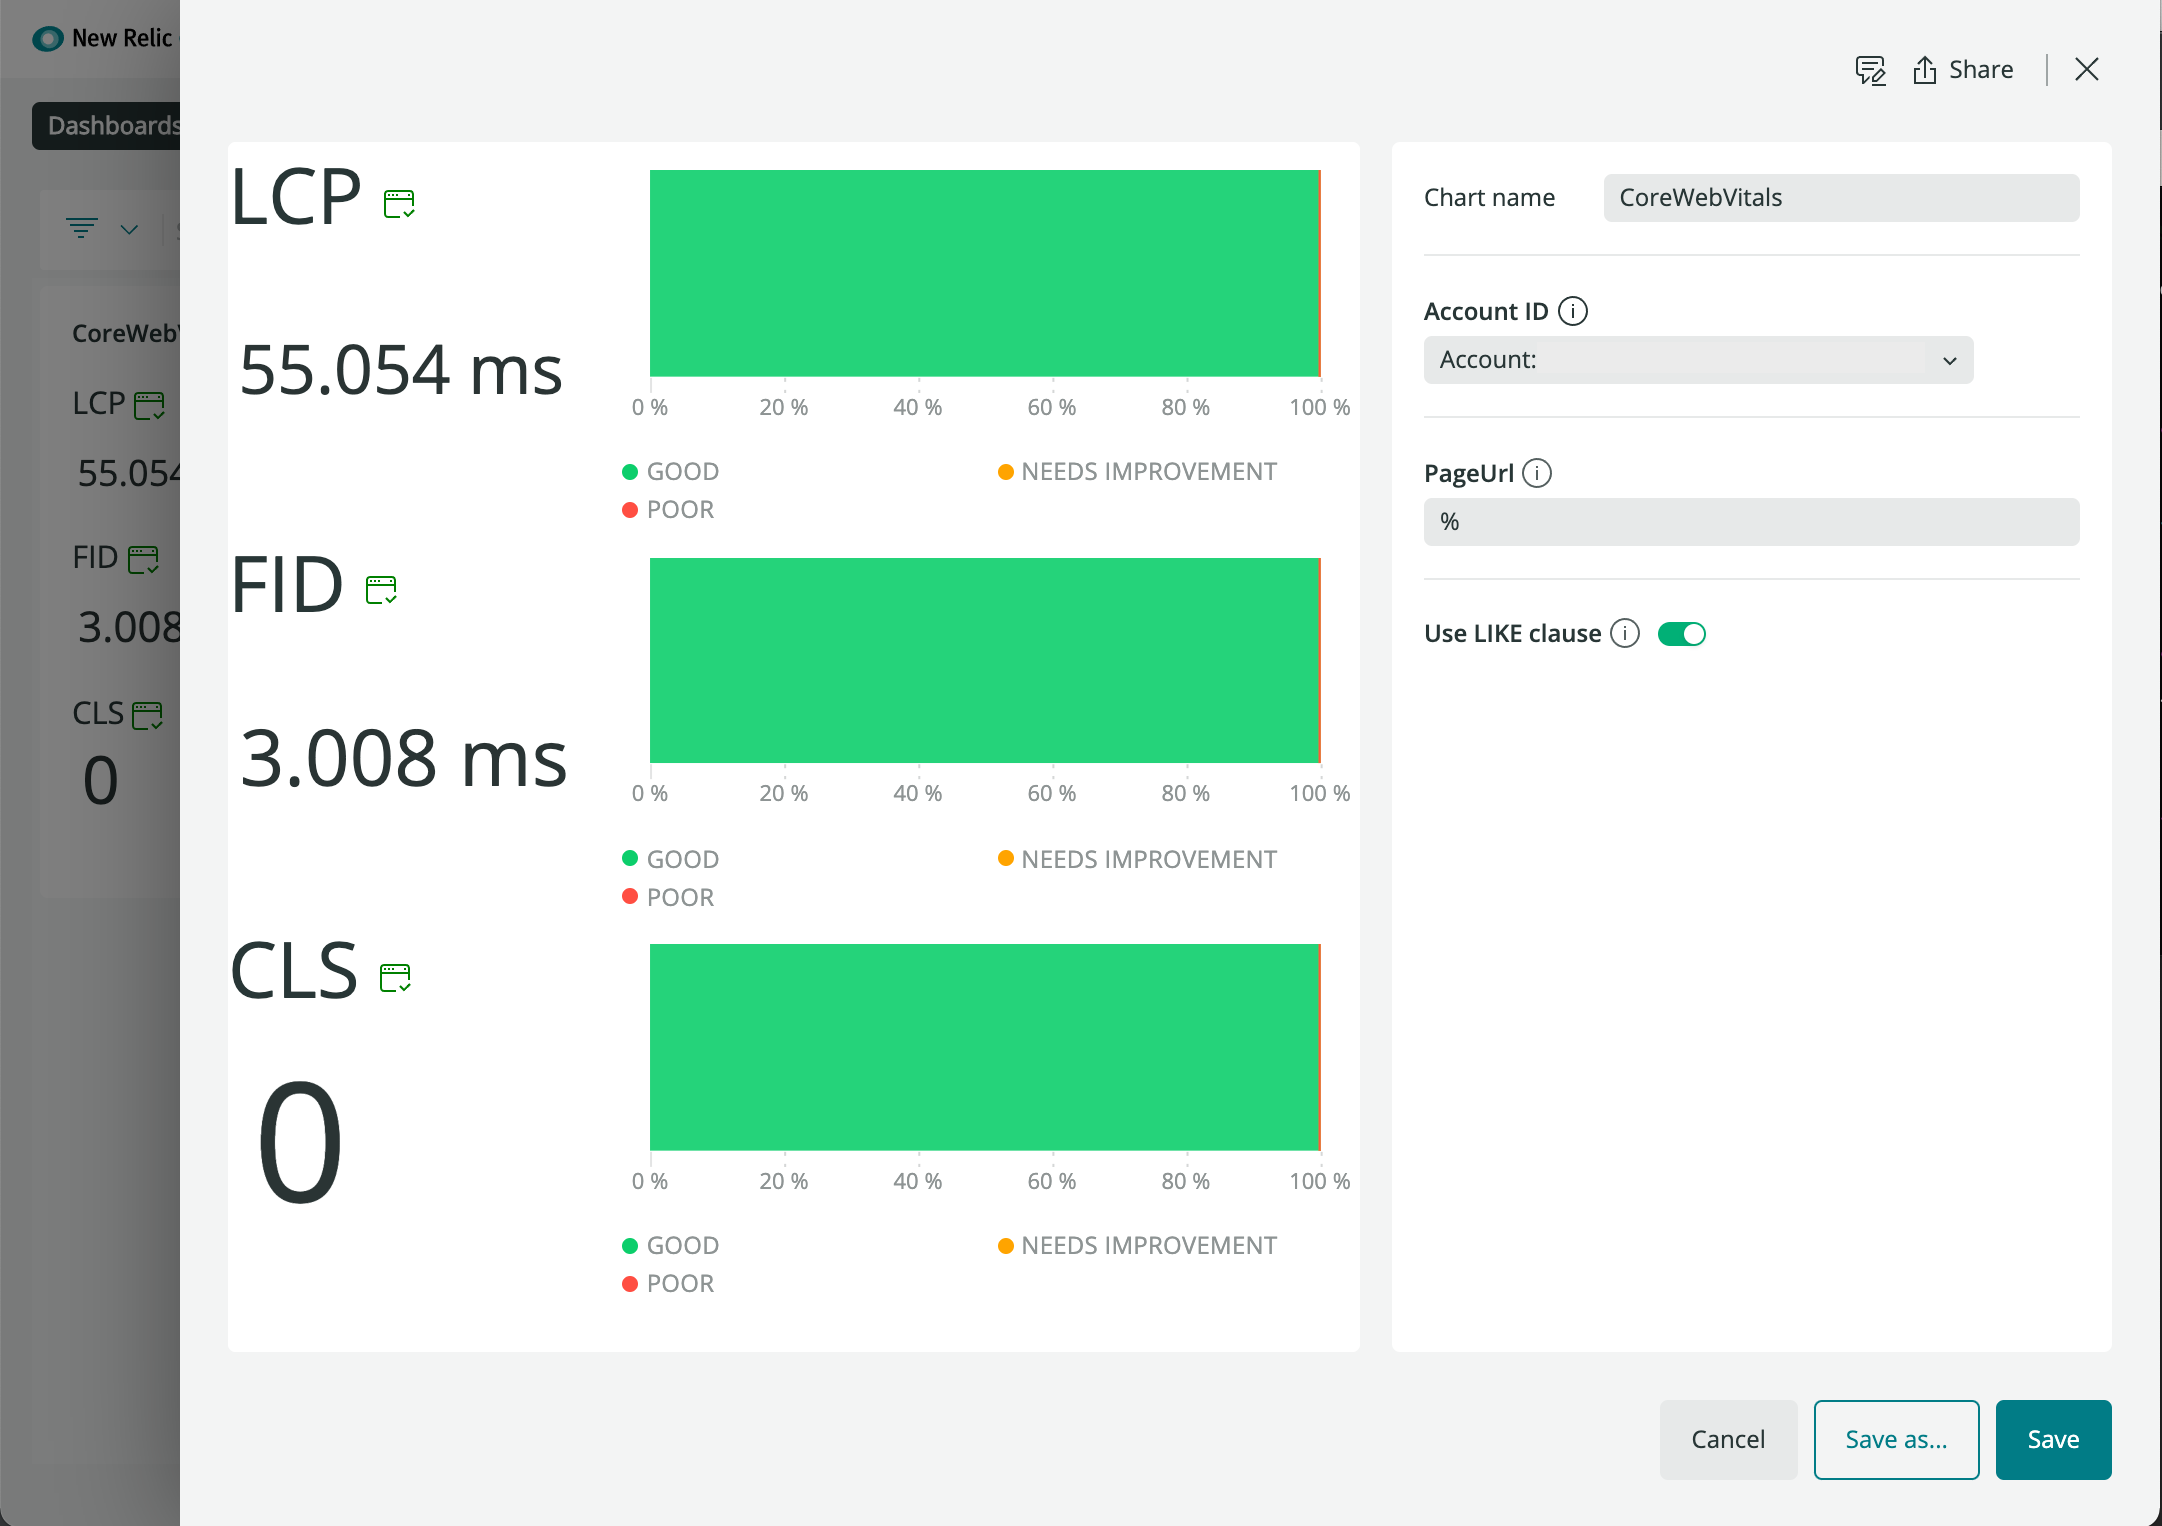 New Relic
Dashboards
CoreWeb
LCP
55.054
FID
3.008
CLS
0
Share
LCP
55.054 ms
0 % 20 % 40 % 60 % 80 % 100 %
GOOD NEEDS IMPROVEMENT
POOR
FID
3.008 ms
0 % 20 % 40 % 60 % 80 % 100 %
GOOD NEEDS IMPROVEMENT
POOR
CLS
0
0 % 20 % 40 % 60 % 80 % 100 %
GOOD NEEDS IMPROVEMENT
POOR
Chart name CoreWebVitals
Account ID
Account:
PageUrl
%
Use LIKE clause
Cancel Save as... Save